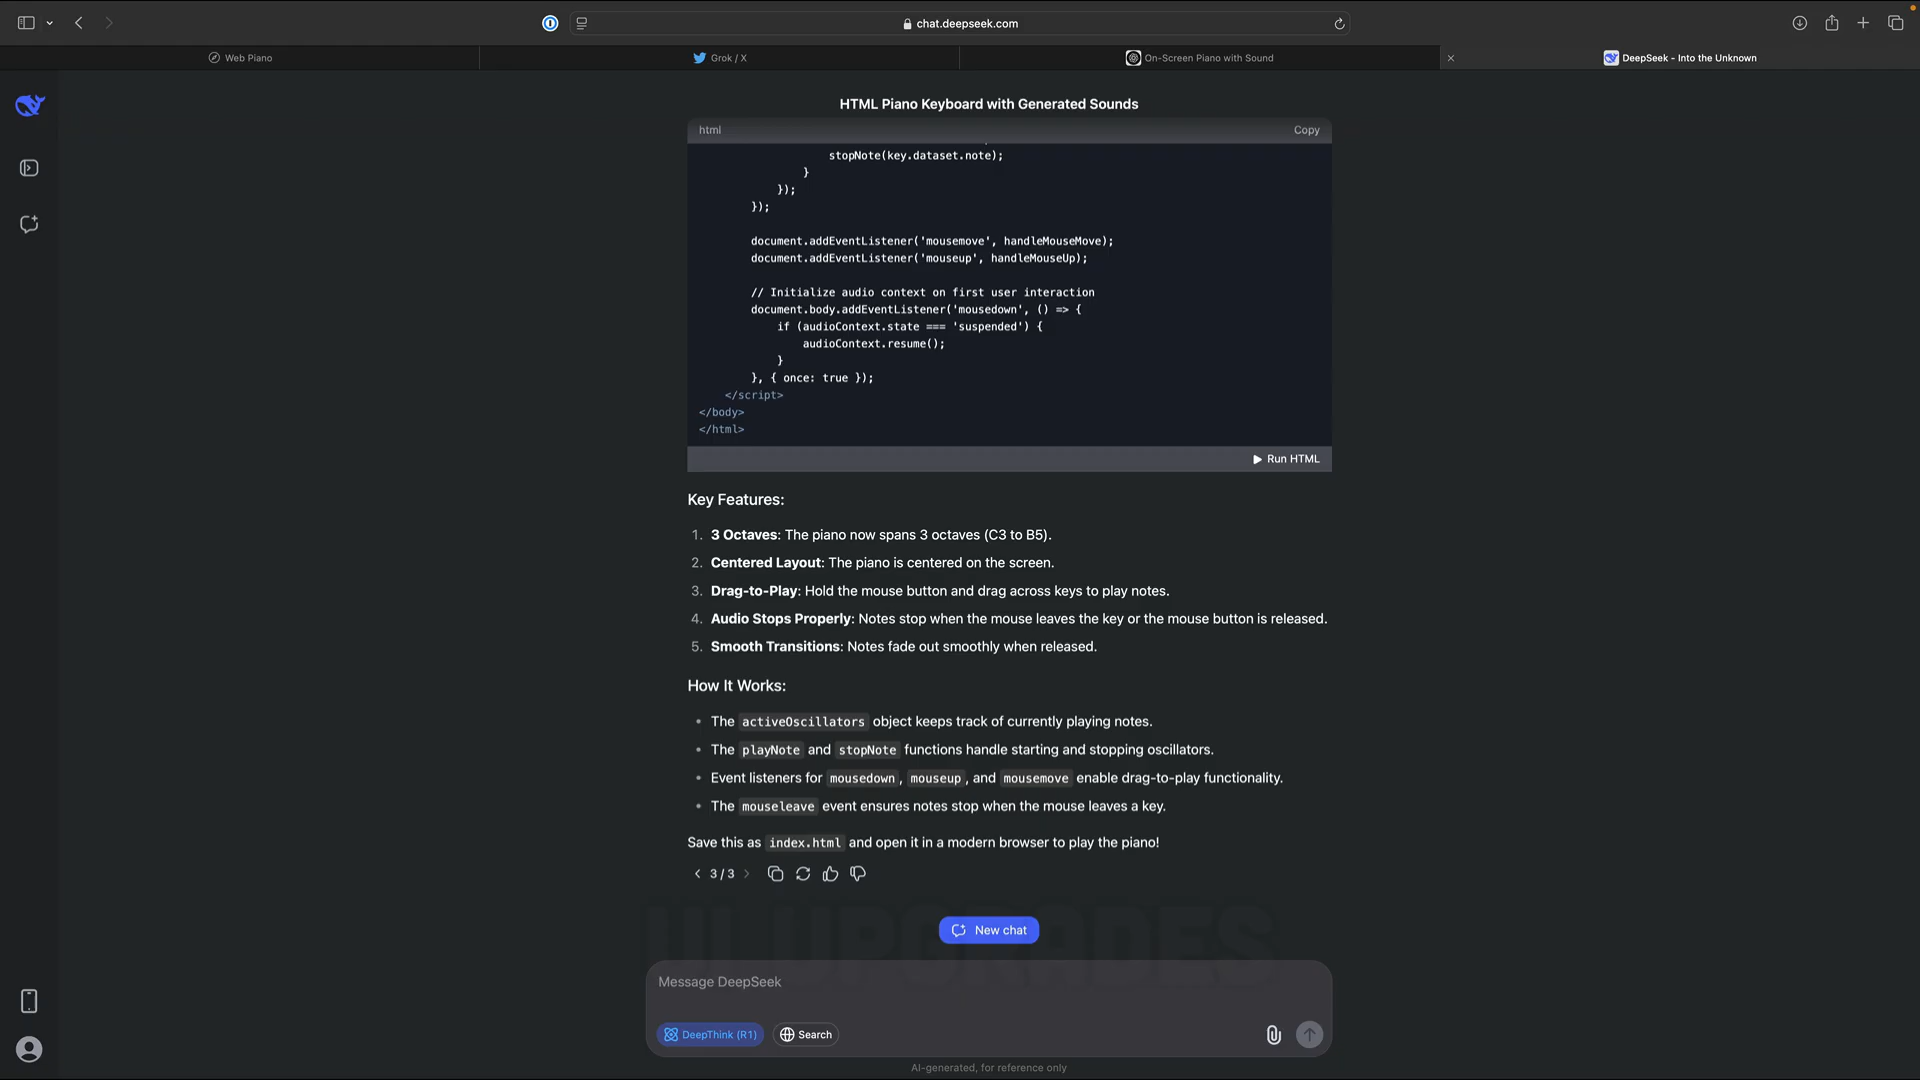 chat.deepseek.com
Web Piano
Grok / X
On-Screen Piano with Sound
DeepSeek - Into the Unknown
HTML Piano Keyboard with Generated Sounds
html
Copy
stopNote(key.dataset.note);
}
});
});
document.addEventListener('mousemove', handleMouseMove);
document.addEventListener('mouseup', handleMouseUp);
// Initialize audio context on first user interaction
document.body.addEventListener('mousedown', () => {
if (audioContext.state === 'suspended') {
audioContext.resume();
}
}, { once: true });
</script>
</body>
</html>
Run HTML
Key Features:
1. 3 Octaves: The piano now spans 3 octaves (C3 to B5).
2. Centered Layout: The piano is centered on the screen.
3. Drag-to-Play: Hold the mouse button and drag across keys to play notes.
4. Audio Stops Properly: Notes stop when the mouse leaves the key or the mouse button is released.
5. Smooth Transitions: Notes fade out smoothly when released.
How It Works:
• The activeOscillators object keeps track of currently playing notes.
• The playNote and stopNote functions handle starting and stopping oscillators.
• Event listeners for mousedown, mouseup, and mousemove enable drag-to-play functionality.
• The mouseleave event ensures notes stop when the mouse leaves a key.
Save this as index.html and open it in a modern browser to play the piano!
3 / 3
UI UPGRADES
New chat
Message DeepSeek
DeepThink (R1)
Search
AI-generated, for reference only